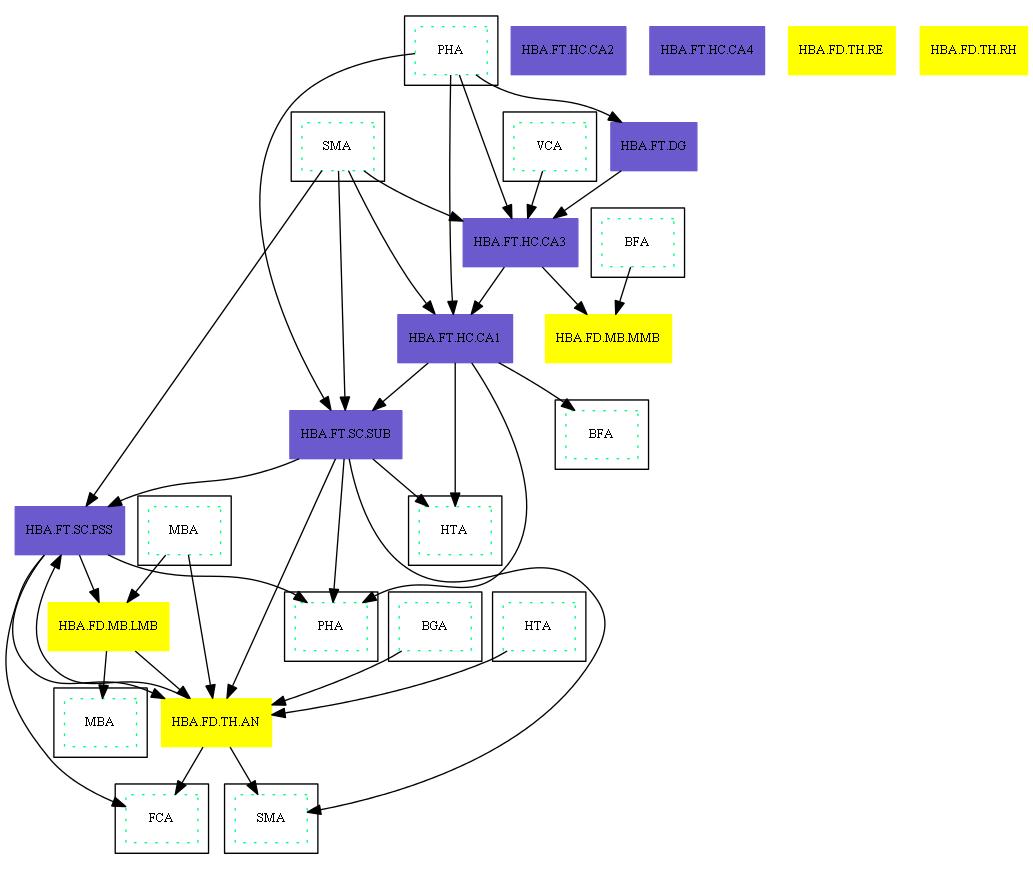 PHA
HBA.FT.HC.CA2
HBA.FT.HC.CA4
HBA.FD.TH.RE
HBA.FD.TH.RH
SMA
VCA
HBA.FT.DG
HBA.FT.HC.CA3
BFA
HBA.FT.HC.CA1
HBA.FD.MB.MMB
HBA.FT.SC.SUB
BFA
HBA.FT.SC.PSS
MBA
HTA
HBA.FD.MB.LMB
PHA
BGA
HTA
MBA
HBA.FD.TH.AN
FCA
SMA